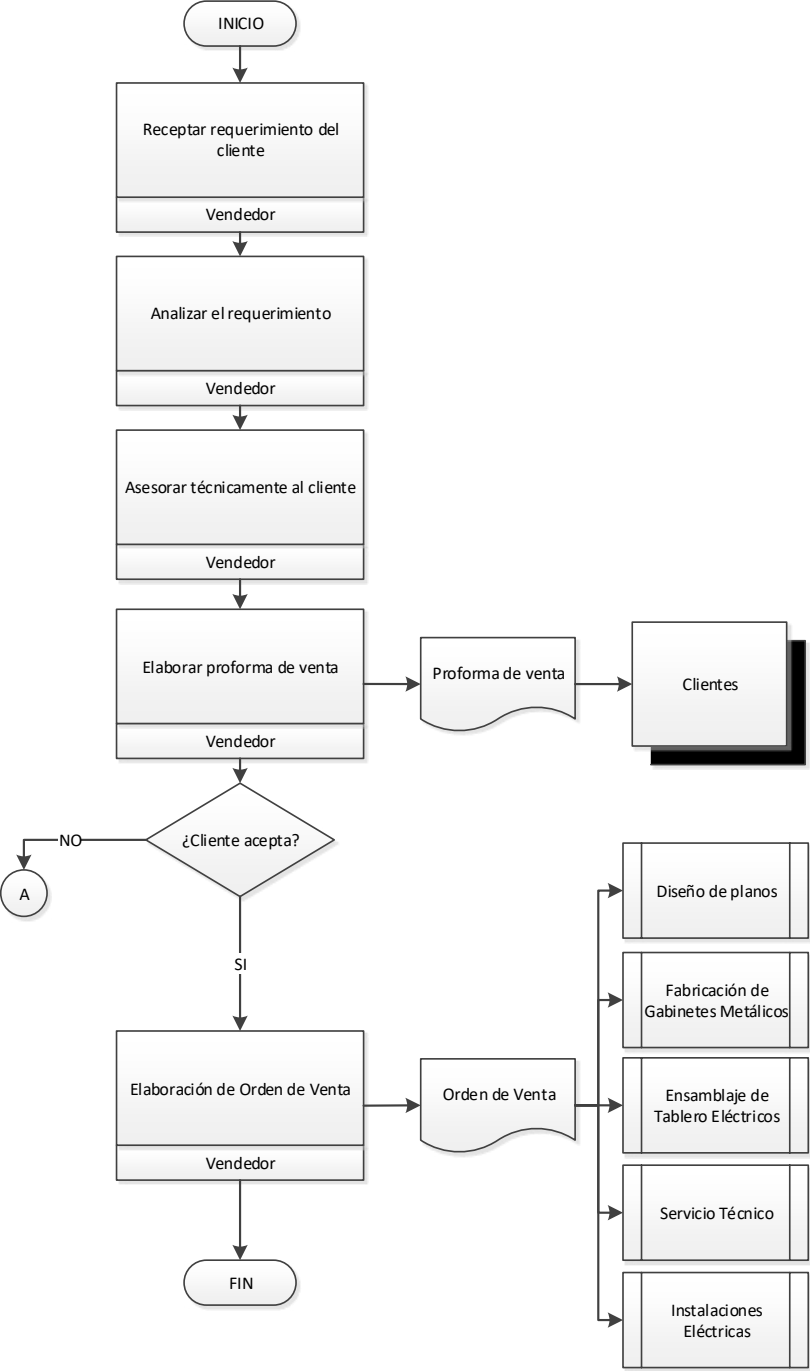 INICIO
Receptar requerimiento del
cliente
Vendedor
Analizar el requerimiento
Vendedor
Asesorar técnicamente al cliente
Vendedor
Elaborar proforma de venta
Vendedor
Proforma de venta
Clientes
¿Cliente acepta?
NO
A
SI
Elaboración de Orden de Venta
Vendedor
Orden de Venta
Diseño de planos
Fabricación de
Gabinetes Metálicos
Ensamblaje de
Tablero Eléctricos
Servicio Técnico
Instalaciones
Eléctricas
FIN